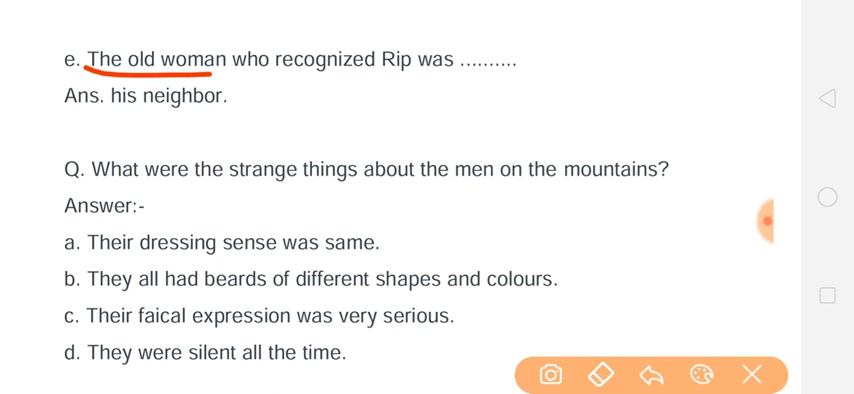 e. The old woman who recognized Rip was ..........
Ans. his neighbor.
Q. What were the strange things about the men on the mountains?
Answer:-
a. Their dressing sense was same.
b. They all had beards of different shapes and colours.
c. Their faical expression was very serious.
d. They were silent all the time.